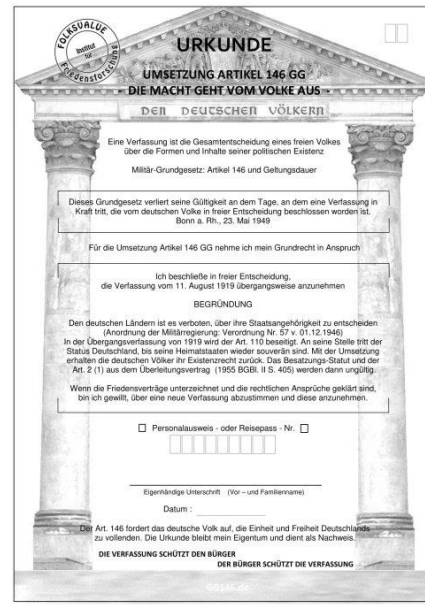 FOLKSVALUE
Institut
für
Friedensforschung
URKUNDE
UMSETZUNG ARTIKEL 146 GG
- DIE MACHT GEHT VOM VOLKE AUS -
DEN DEUTSCHEN VÖLKERN
Eine Verfassung ist die Gesamtentscheidung eines freien Volkes
über die Formen und Inhalte seiner politischen Existenz
Militär-Grundgesetz: Artikel 146 und Geltungsdauer
Dieses Grundgesetz verliert seine Gültigkeit an dem Tage, an dem eine Verfassung in
Kraft tritt, die vom deutschen Volke in freier Entscheidung beschlossen worden ist.
Bonn a. Rh., 23. Mai 1949
Für die Umsetzung Artikel 146 GG nehme ich mein Grundrecht in Anspruch
Ich beschließe in freier Entscheidung,
die Verfassung vom 11. August 1919 übergangsweise anzunehmen
BEGRÜNDUNG
Den deutschen Ländern ist es verboten, über ihre Staatsangehörigkeit zu entscheiden
(Anordnung der Militärregierung: Verordnung Nr. 57 v. 01.12.1946)
In der Übergangsverfassung von 1919 wird der Art. 110 beseitigt. An seine Stelle tritt der
Status Deutschland, bis seine Heimatstaaten wieder souverän sind. Mit der Umsetzung
erhalten die deutschen Völker ihr Existenzrecht zurück. Das Besatzungs-Statut und der
Art. 2 (1) aus dem Überleitungsvertrag (1955 BGBl. II S. 405) werden dann ungültig.
Wenn die Friedensverträge unterzeichnet und die rechtlichen Ansprüche geklärt sind,
bin ich gewillt, über eine neue Verfassung abzustimmen und diese anzunehmen.
Personalausweis - oder Reisepass - Nr.
Eigenhändige Unterschrift (Vor – und Familienname)
Datum :
Der Art. 146 fordert das deutsche Volk auf, die Einheit und Freiheit Deutschlands
zu vollenden. Die Urkunde bleibt mein Eigentum und dient als Nachweis.
DIE VERFASSUNG SCHÜTZT DEN BÜRGER
DER BÜRGER SCHÜTZT DIE VERFASSUNG
GG146.de